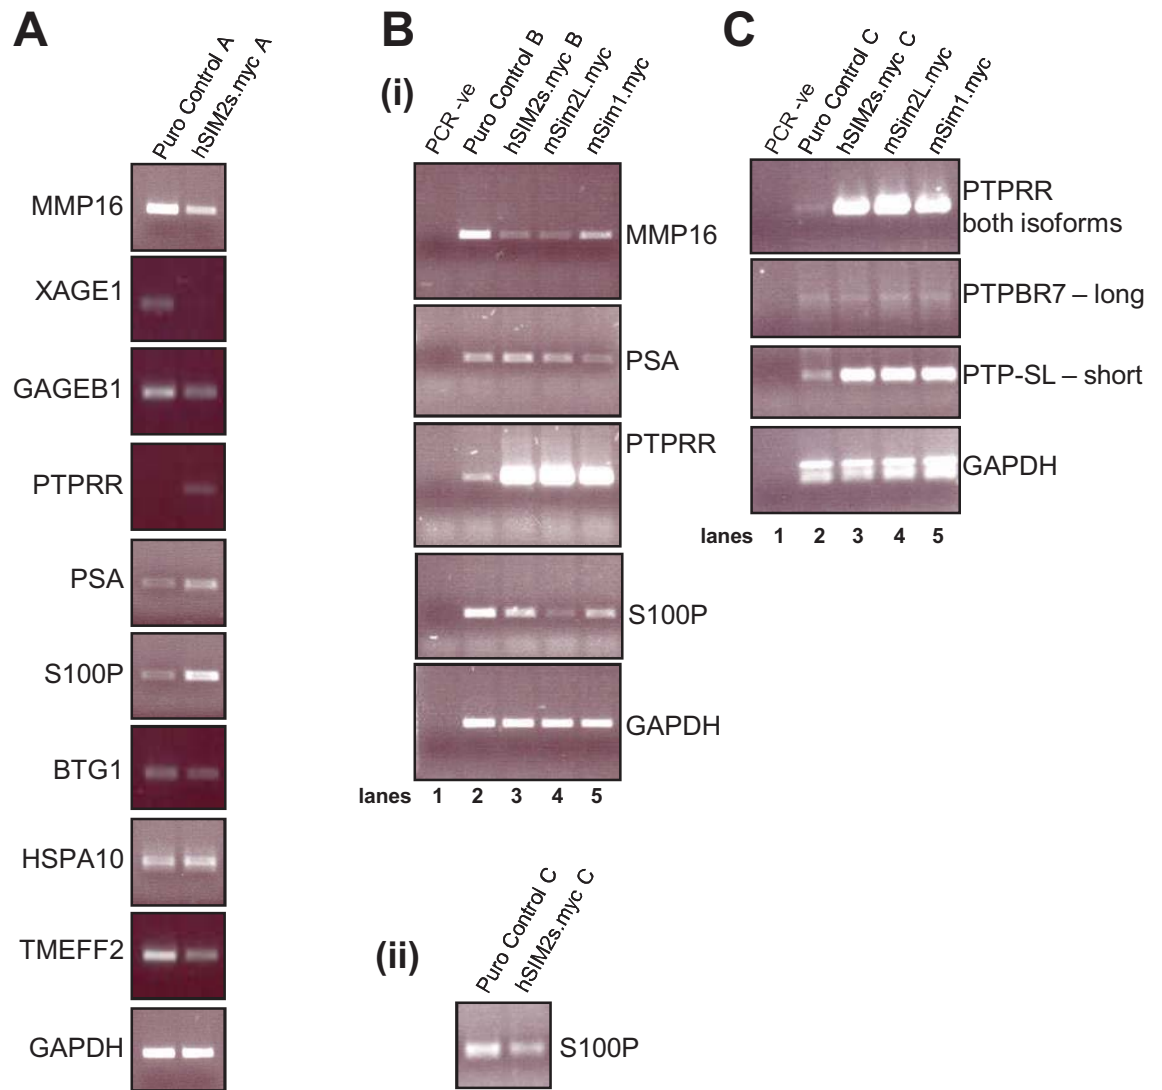 A
Puro Control A
hSIM2s.myc A
MMP16
XAGE1
GAGEB1
PTPRR
PSA
S100P
BTG1
HSPA10
TMEFF2
GAPDH
B
(i)
PCR -ve
Puro Control B
hSIM2s.myc B
mSim2L.myc
mSim1.myc
MMP16
PSA
PTPRR
S100P
GAPDH
lanes 1 2 3 4 5
(ii)
Puro Control C
hSIM2s.myc C
S100P
C
PCR -ve
Puro Control C
hSIM2s.myc C
mSim2L.myc
mSim1.myc
PTPRR
both isoforms
PTPBR7 – long
PTP-SL – short
GAPDH
lanes 1 2 3 4 5